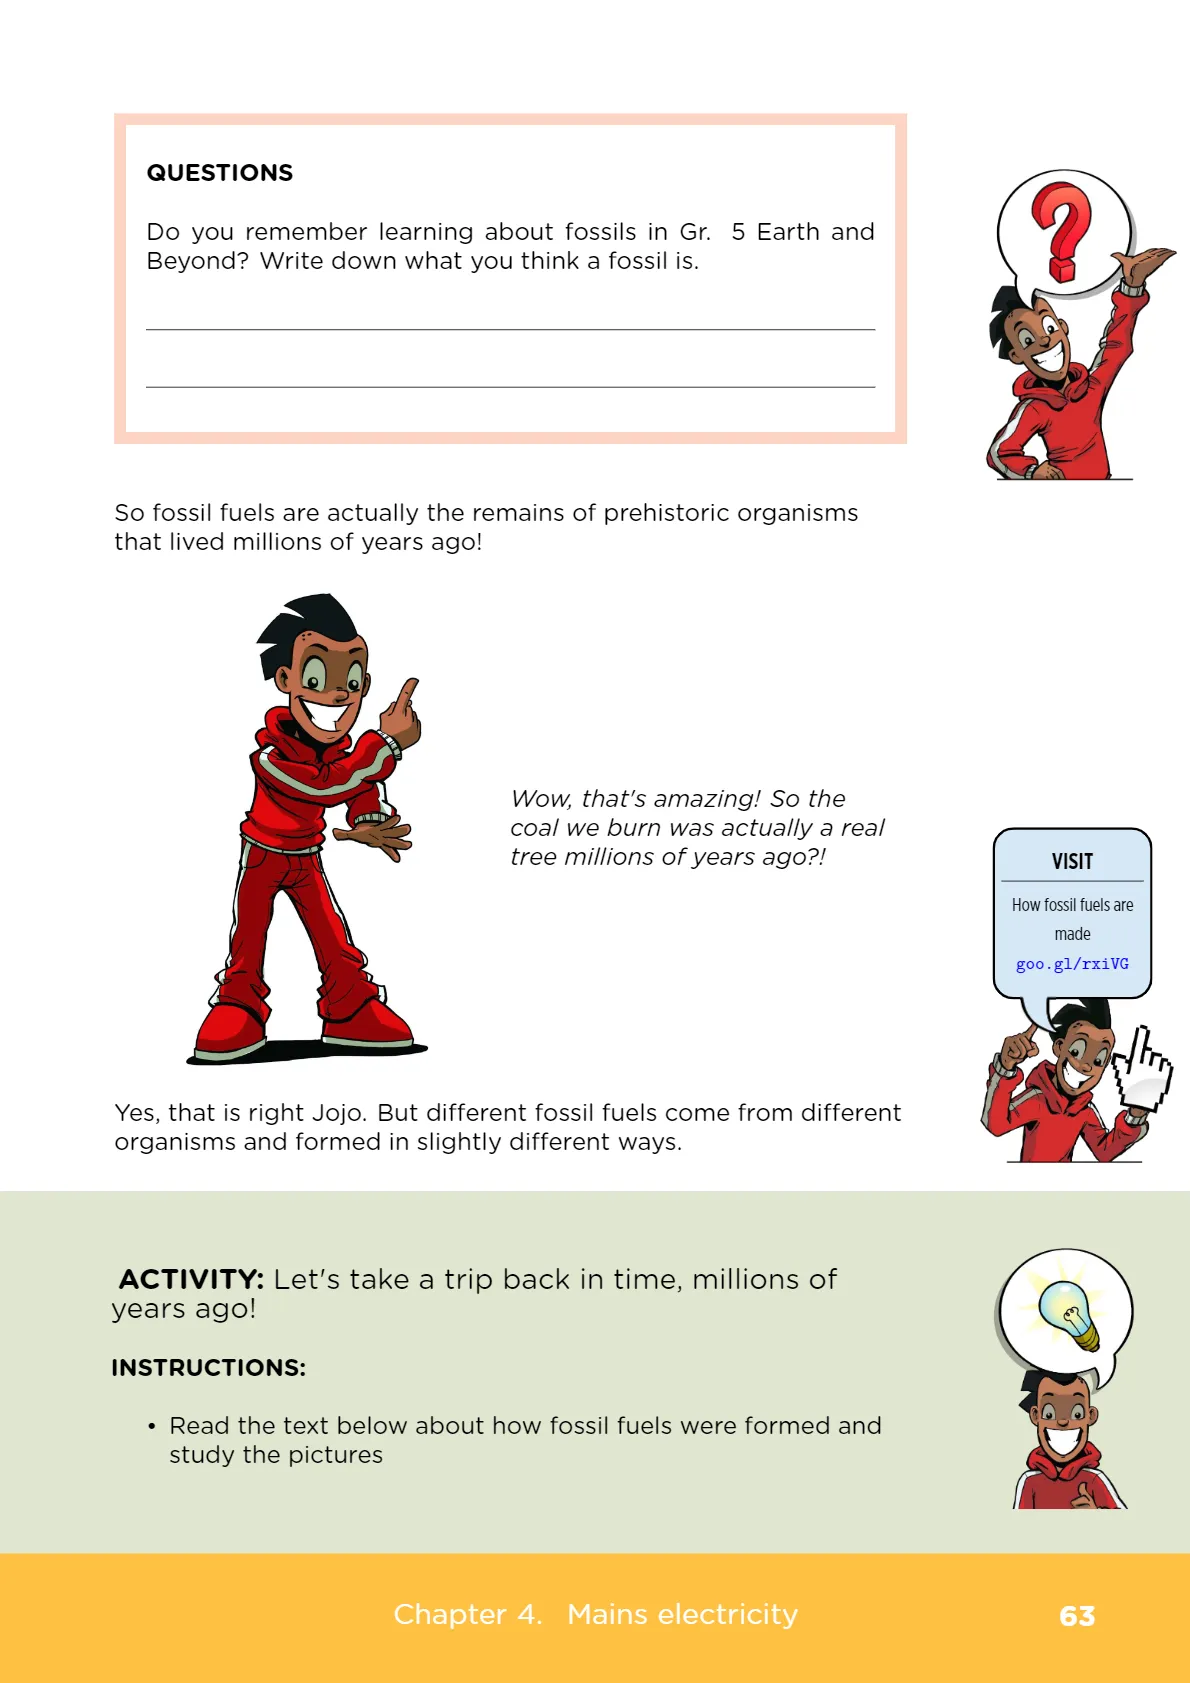 QUESTIONS
Do you remember learning about fossils in Gr. 5 Earth and
Beyond? Write down what you think a fossil is.
So fossil fuels are actually the remains of prehistoric organisms
that lived millions of years ago!
Wow, that's amazing! So the
coal we burn was actually a real
tree millions of years ago?!
VISIT
How fossil fuels are
made
goo.gl/rxiVG
Yes, that is right Jojo. But different fossil fuels come from different
organisms and formed in slightly different ways.
ACTIVITY: Let's take a trip back in time, millions of
years ago!
INSTRUCTIONS:
• Read the text below about how fossil fuels were formed and
study the pictures
Chapter 4. Mains electricity
63